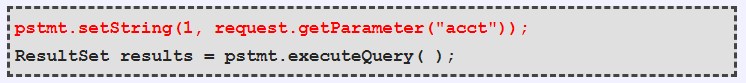 pstmt.setString(1, request.getParameter("acct"));
ResultSet results = pstmt.executeQuery( );